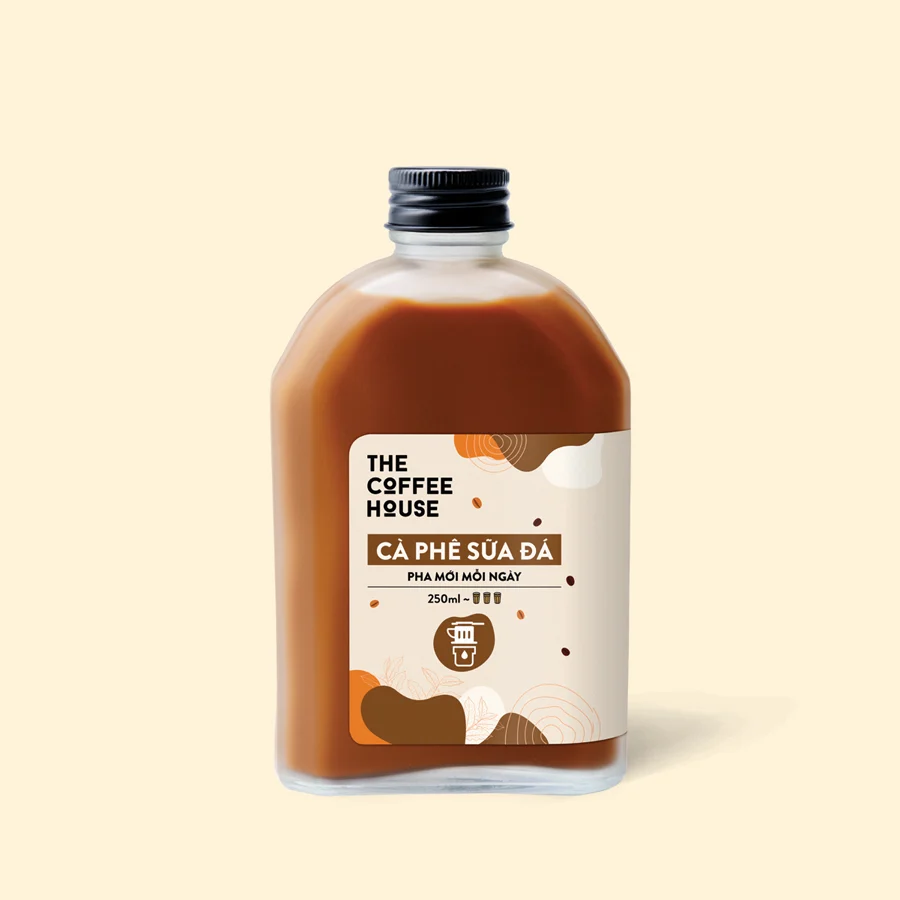 THE
COFFEE
HOUSE
CÀ PHÊ SỮA ĐÁ
PHA MỚI MỖI NGÀY
250ml ~